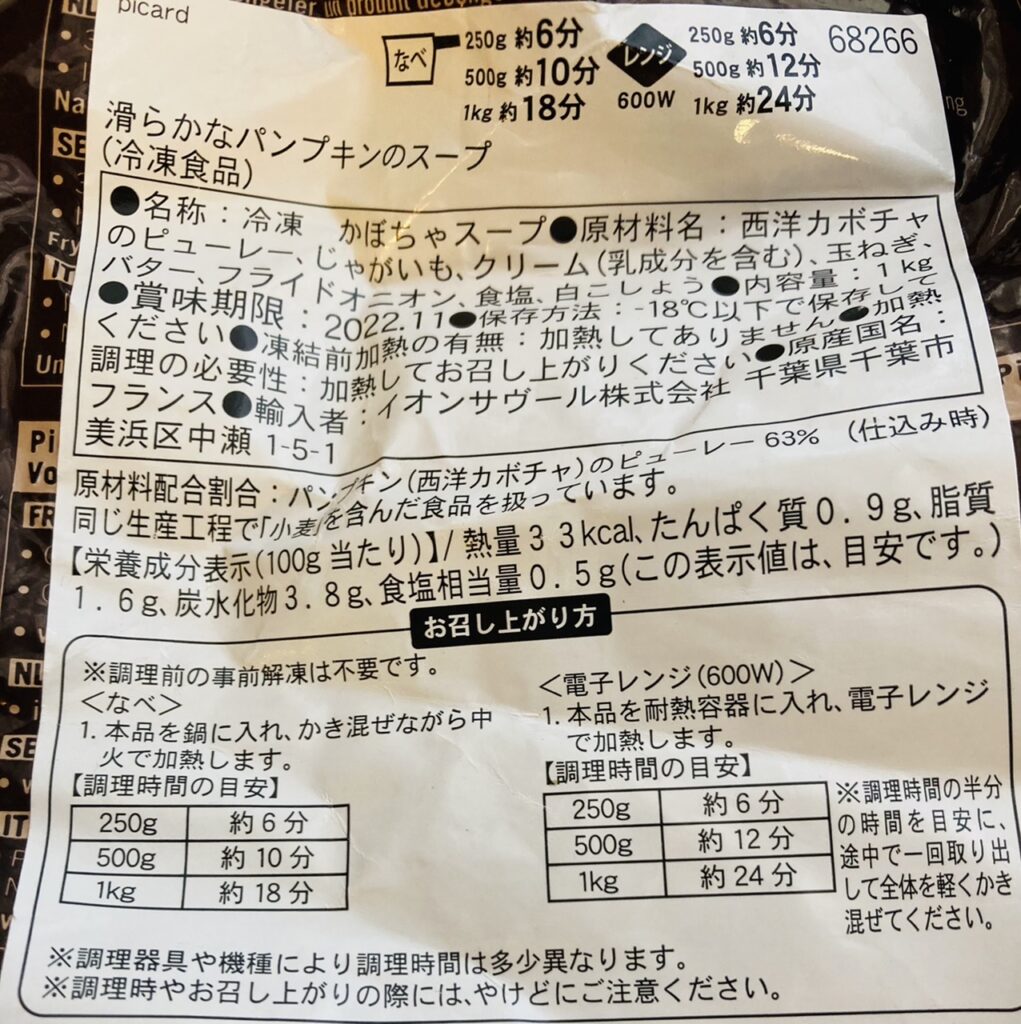 picard
なべ
250g 約6分
500g 約10分
1kg 約18分
レンジ
600W
250g 約6分
500g 約12分
1kg 約24分
68266
滑らかなパンプキンのスープ
(冷凍食品)
●名称：冷凍　かぼちゃスープ●原材料名：西洋カボチャ
のピューレー、じゃがいも、クリーム(乳成分を含む)、玉ねぎ、
バター、フライドオニオン、食塩、白こしょう●内容量：1kg
●賞味期限：2022.11●保存方法：-18℃以下で保存して
ください●凍結前加熱の有無：加熱してありません●加熱
調理の必要性：加熱してお召し上がりください●原産国名：
フランス●輸入者：イオンサヴール株式会社 千葉県千葉市
美浜区中瀬 1-5-1
原材料配合割合：パンプキン(西洋カボチャ)のピューレー 63% (仕込み時)
同じ生産工程で「小麦」を含んだ食品を扱っています。
【栄養成分表示(100g当たり)】/ 熱量33kcal、たんぱく質0.9g、脂質
1.6g、炭水化物3.8g、食塩相当量0.5g(この表示値は、目安です。)
お召し上がり方
※調理前の事前解凍は不要です。
＜なべ＞
1. 本品を鍋に入れ、かき混ぜながら中
火で加熱します。
【調理時間の目安】
250g 約6分
500g 約10分
1kg 約18分
＜電子レンジ(600W)＞
1. 本品を耐熱容器に入れ、電子レンジ
で加熱します。
【調理時間の目安】
250g 約6分
500g 約12分
1kg 約24分
※調理時間の半分
の時間を目安に、
途中で一回取り出
して全体を軽くかき
混ぜてください。
※調理器具や機種により調理時間は多少異なります。
※調理時やお召し上がりの際には、やけどにご注意ください。